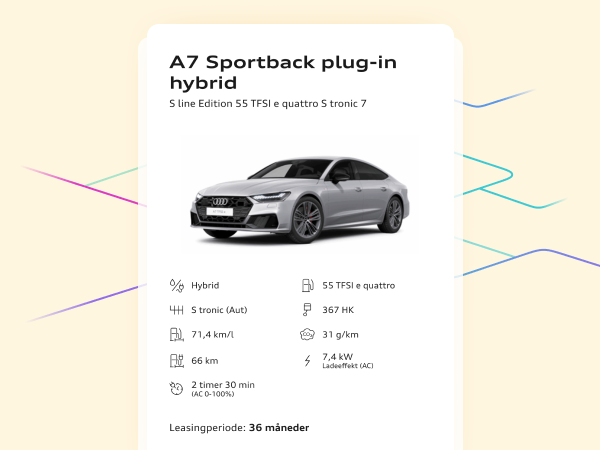 A7 Sportback plug-in
hybrid
S line Edition 55 TFSI e quattro S tronic 7
Hybrid
55 TFSI e quattro
S tronic (Aut)
367 HK
71,4 km/l
31 g/km
66 km
7,4 kW
Ladeeffekt (AC)
2 timer 30 min
(AC 0-100%)
Leasingperiode: 36 måneder